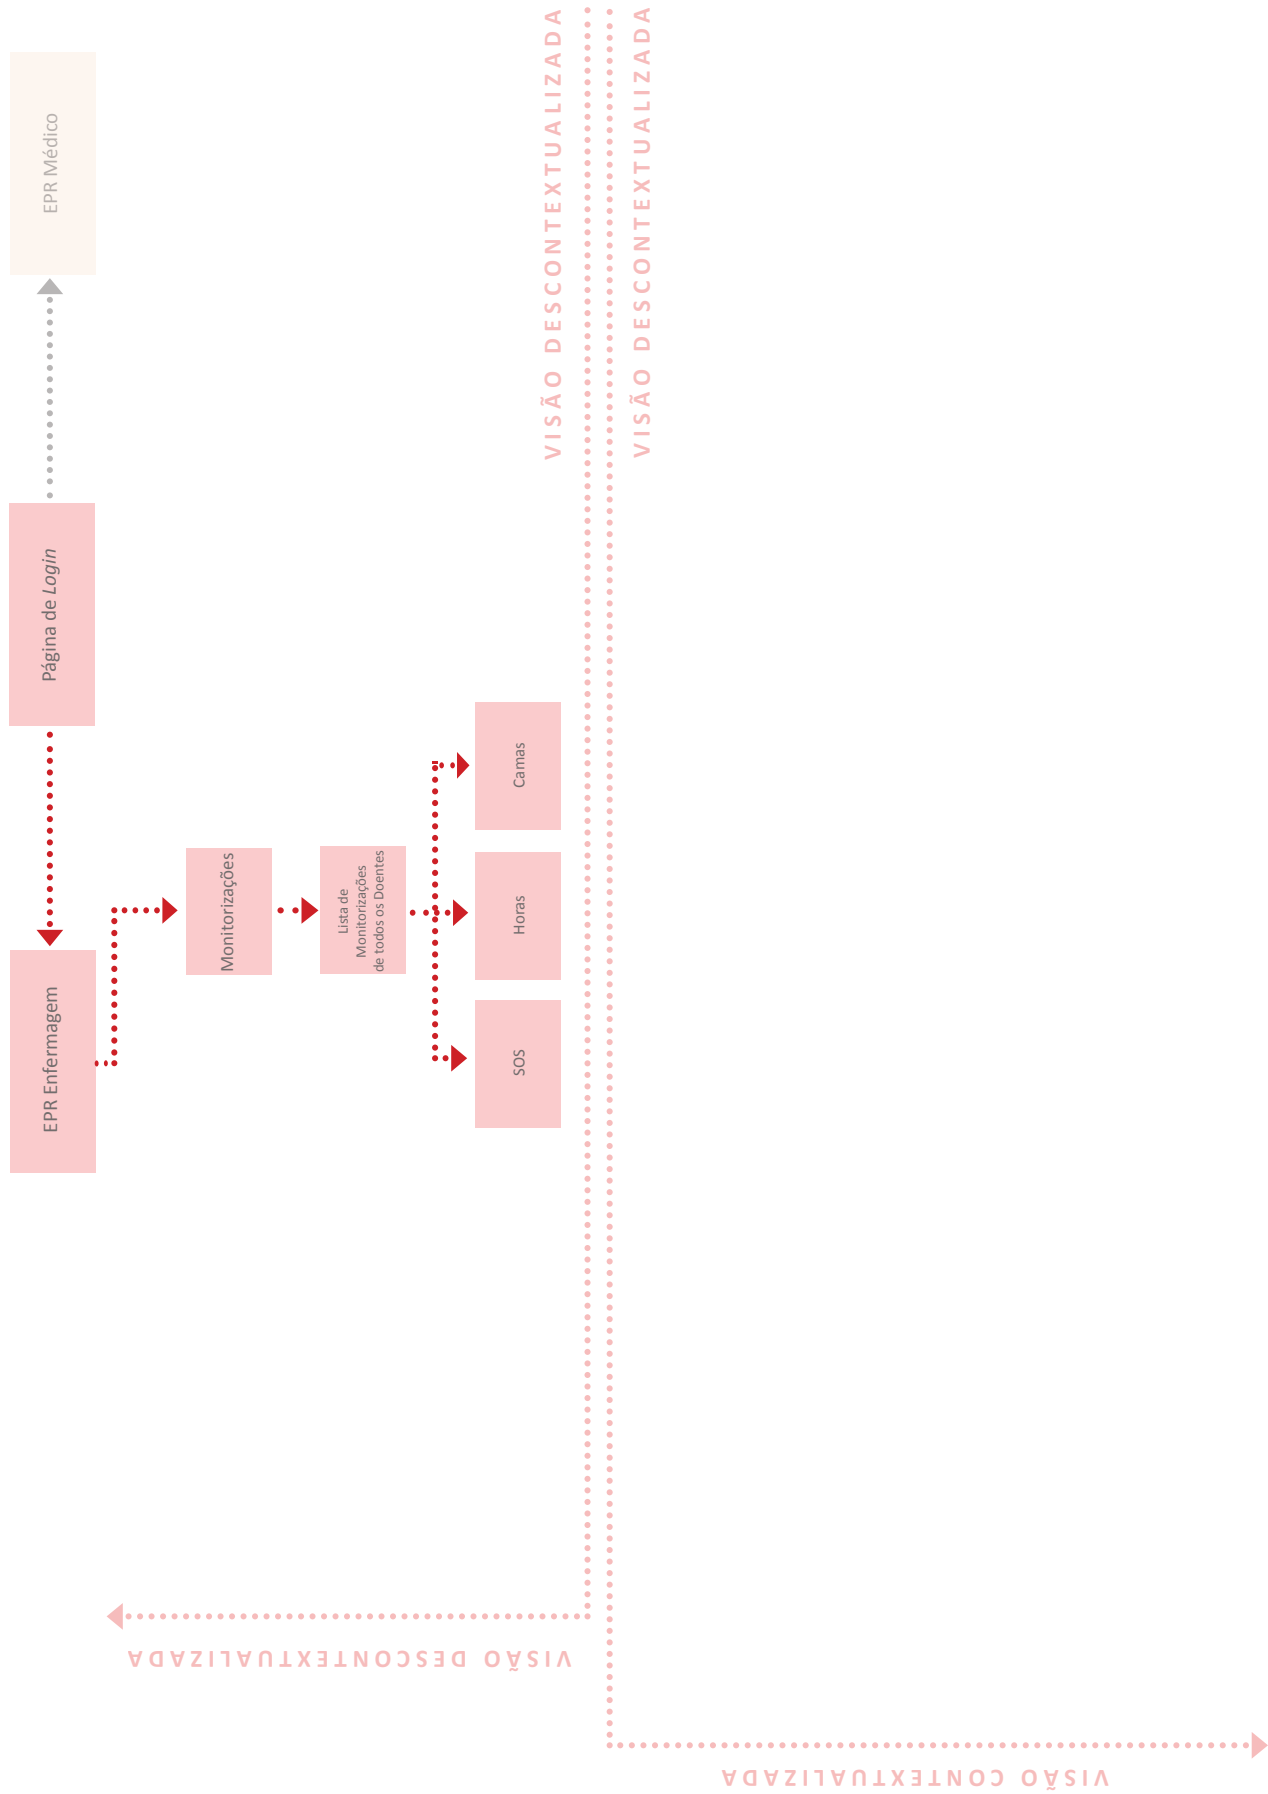 EPR Enfermagem
Página de Login
EPR Médico
Monitorizações
Lista de
Monitorizações
de todos os Doentes
SOS
Horas
Camas
VISÃO DESCONTEXTUALIZADA
VISÃO DESCONTEXTUALIZADA
VISÃO DESCONTEXTUALIZADA
VISÃO CONTEXTUALIZADA